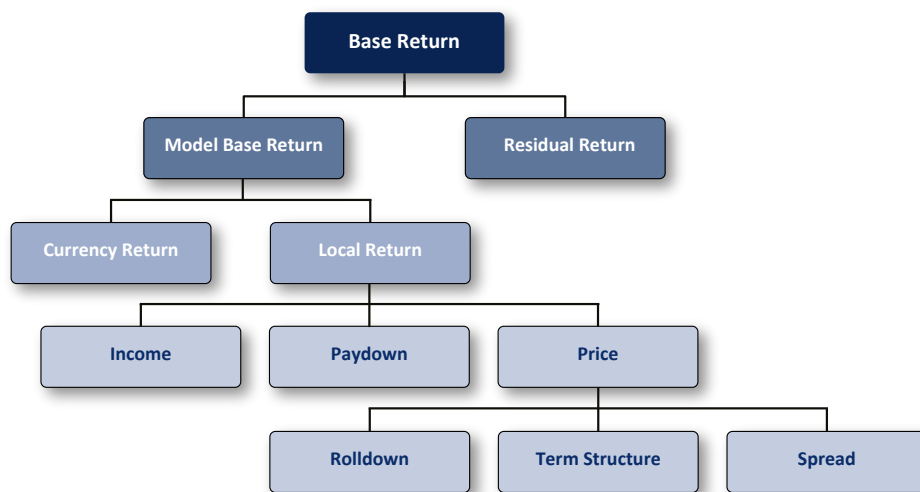 Base Return
Model Base Return
Residual Return
Currency Return
Local Return
Income
Paydown
Price
Rolldown
Term Structure
Spread